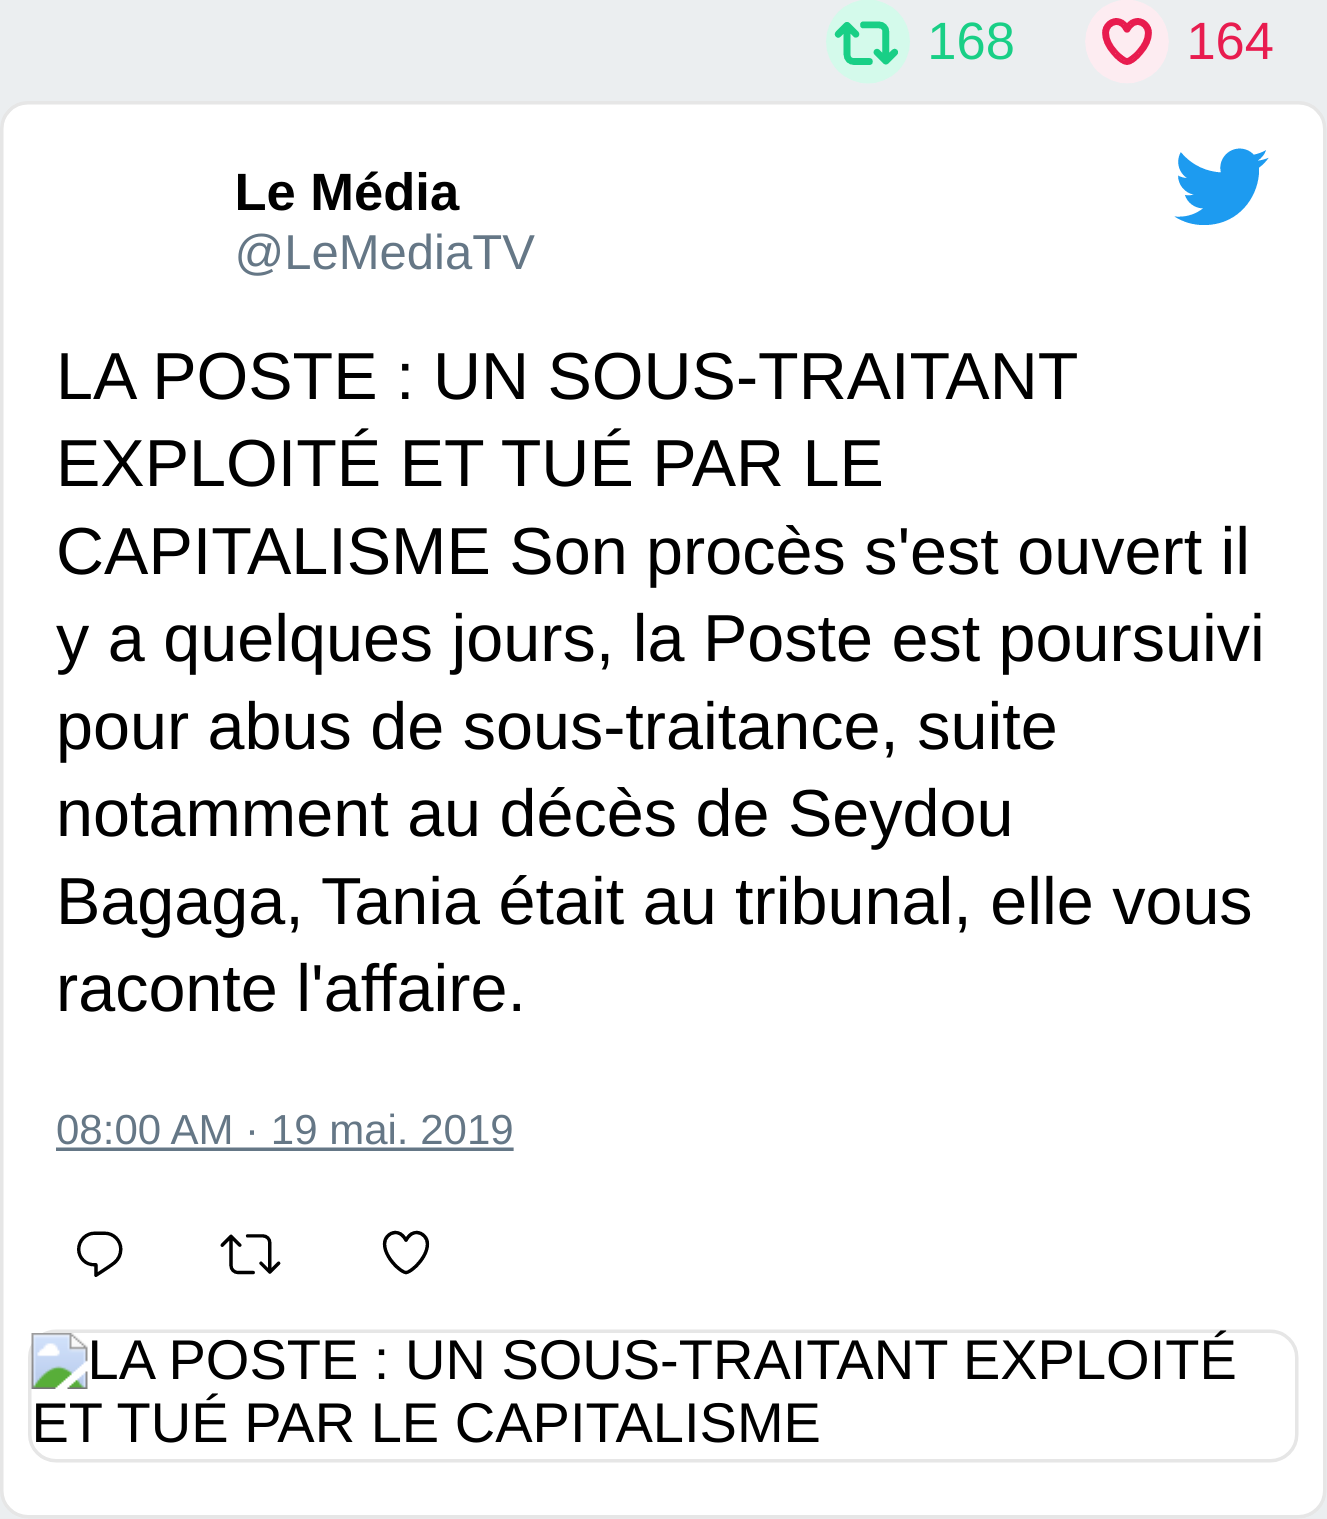 168 164
Le Média
@LeMediaTV
LA POSTE : UN SOUS-TRAITANT
EXPLOITÉ ET TUÉ PAR LE
CAPITALISME Son procès s'est ouvert il
y a quelques jours, la Poste est poursuivi
pour abus de sous-traitance, suite
notamment au décès de Seydou
Bagaga, Tania était au tribunal, elle vous
raconte l'affaire.
08:00 AM · 19 mai. 2019
LA POSTE : UN SOUS-TRAITANT EXPLOITÉ
ET TUÉ PAR LE CAPITALISME